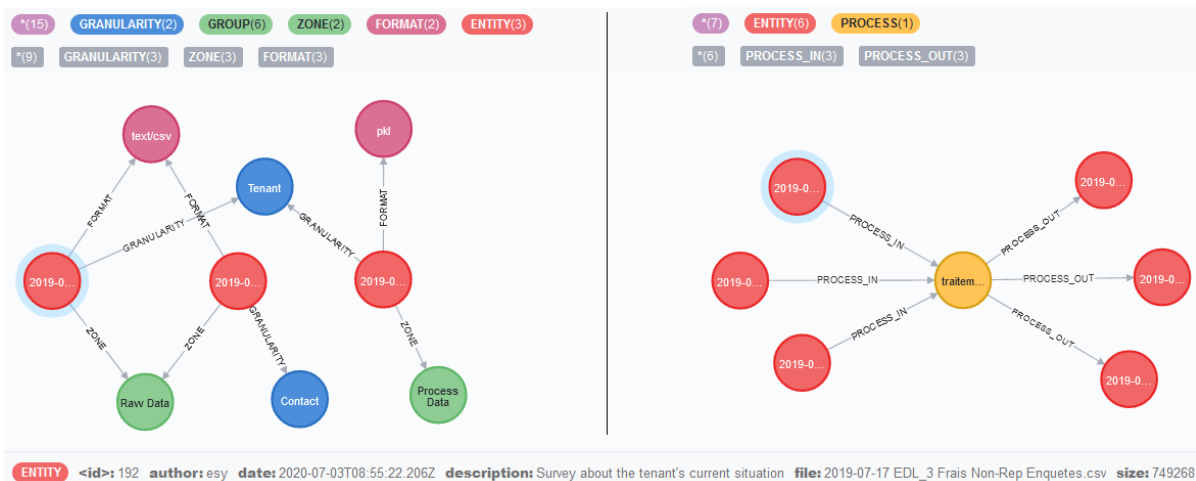 *(15) GRANULARITY(2) GROUP(6) ZONE(2) FORMAT(2) ENTITY(3)
*(9) GRANULARITY(3) ZONE(3) FORMAT(3)
text/csv
pkl
Tenant
FORMAT
FORMAT
GRANULARITY
GRANULARITY
FORMAT
2019-0...
2019-0...
2019-0...
ZONE
ZONE
GRANULARITY
ZONE
Raw Data
Contact
Process
Data
*(7) ENTITY(6) PROCESS(1)
*(6) PROCESS_IN(3) PROCESS_OUT(3)
2019-0...
2019-0...
PROCESS_IN
PROCESS_OUT
2019-0...
PROCESS_IN
traitem...
PROCESS_OUT
2019-0...
PROCESS_IN
PROCESS_OUT
2019-0...
2019-0...
ENTITY <id>: 192 author: esy date: 2020-07-03T08:55:22.206Z description: Survey about the tenant's current situation file: 2019-07-17 EDL_3 Frais Non-Rep Enquetes.csv size: 749268